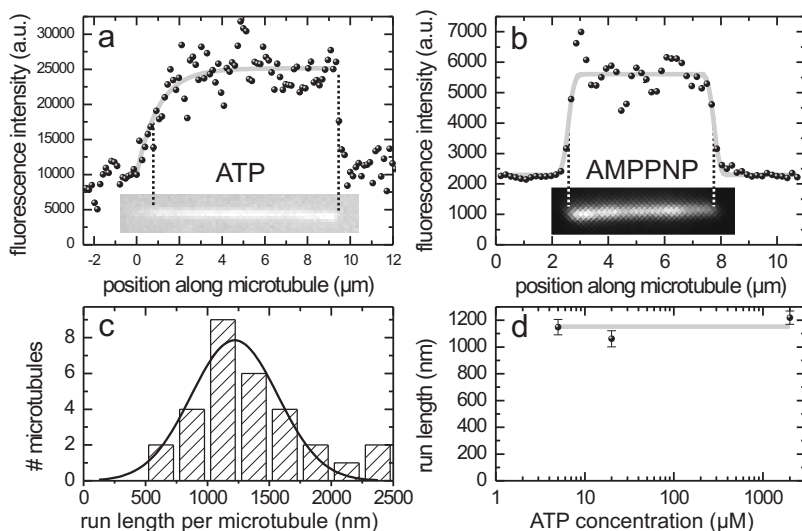 a
fluorescence intensity (a.u.)
30000
25000
20000
15000
10000
5000
0
ATP
-2 0 2 4 6 8 10 12
position along microtubule (µm)
b
fluorescence intensity (a.u.)
7000
6000
5000
4000
3000
2000
1000
0
AMPPNP
0 2 4 6 8 10
position along microtubule (µm)
c
# microtubules
8
6
4
2
0
0 500 1000 1500 2000 2500
run length per microtubule (nm)
d
run length (nm)
1200
1000
800
600
400
200
0
1 10 100 1000
ATP concentration (µM)